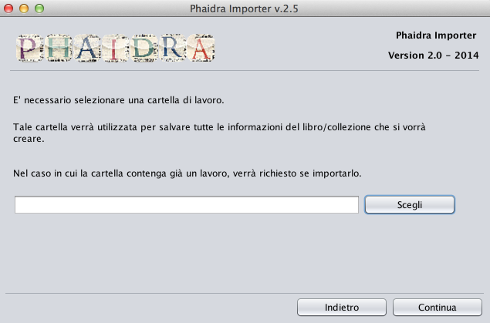 Phaidra Importer v.2.5
PHAIDRA
Phaidra Importer
Version 2.0 - 2014
E' necessario selezionare una cartella di lavoro.
Tale cartella verrà utilizzata per salvare tutte le informazioni del libro/collezione che si vorrà
creare.
Nel caso in cui la cartella contenga già un lavoro, verrà richiesto se importarlo.
Scegli
Indietro
Continua